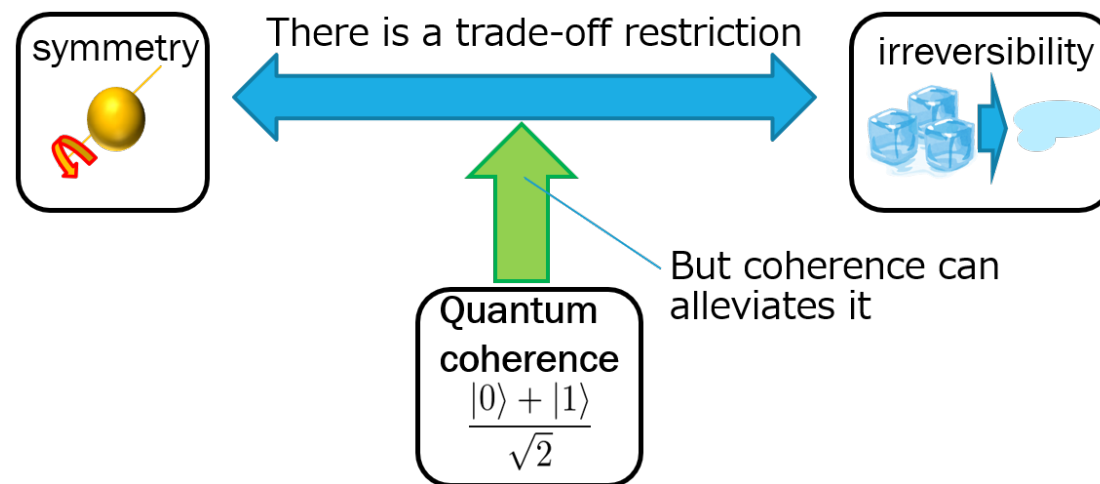 There is a trade-off restriction
symmetry
irreversibility
But coherence can
alleviates it
Quantum
coherence
|0⟩ + |1⟩
√2